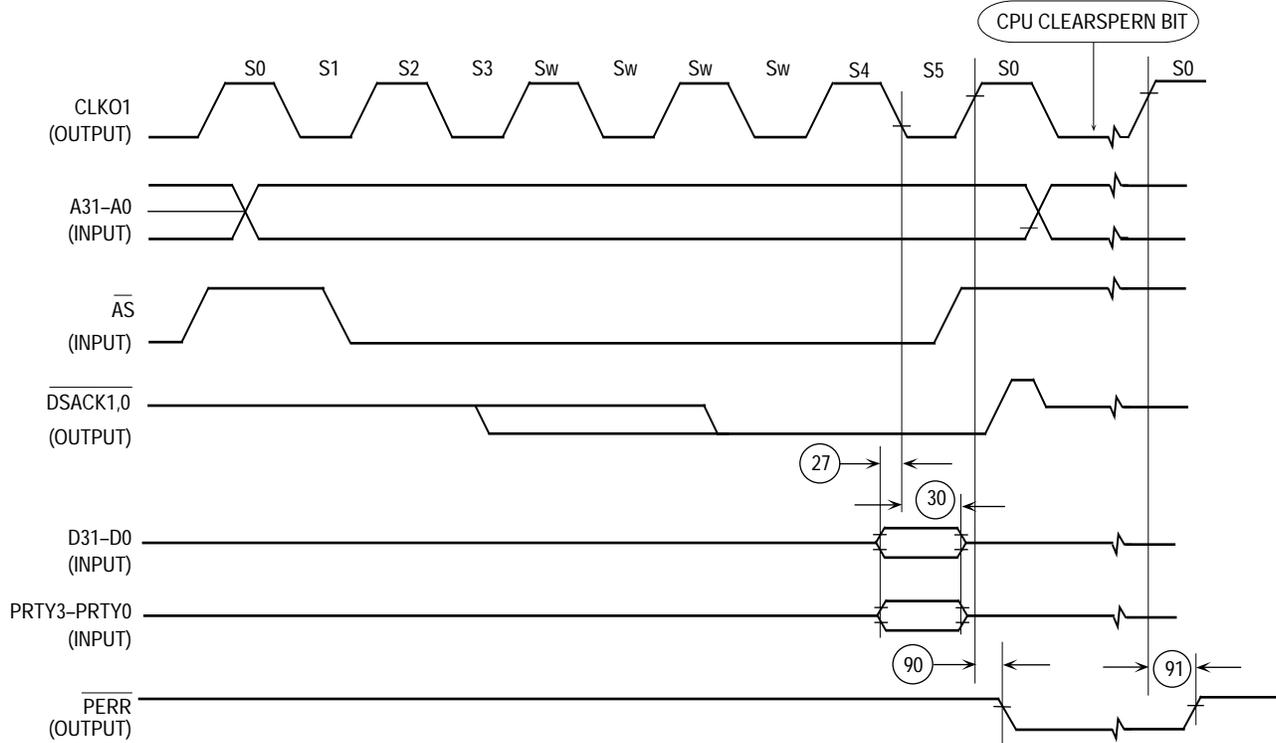 CPU CLEARSPERN BIT
S0 S1 S2 S3 Sw Sw Sw Sw S4 S5 S0 S0
CLKO1
(OUTPUT)
A31–A0
(INPUT)
AS
(INPUT)
DSACK1,0
(OUTPUT)
27
30
D31–D0
(INPUT)
PRTY3–PRTY0
(INPUT)
90
91
PERR
(OUTPUT)